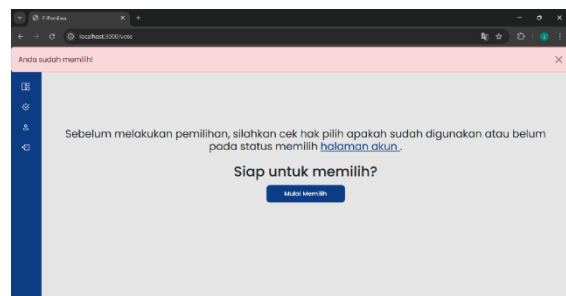 localhost:3000/vote
Anda sudah memilih!
Sebelum melakukan pemilihan, silahkan cek hak pilih apakah sudah digunakan atau belum
pada status memilih halaman akun .
Siap untuk memilih?
Mulai Memilih